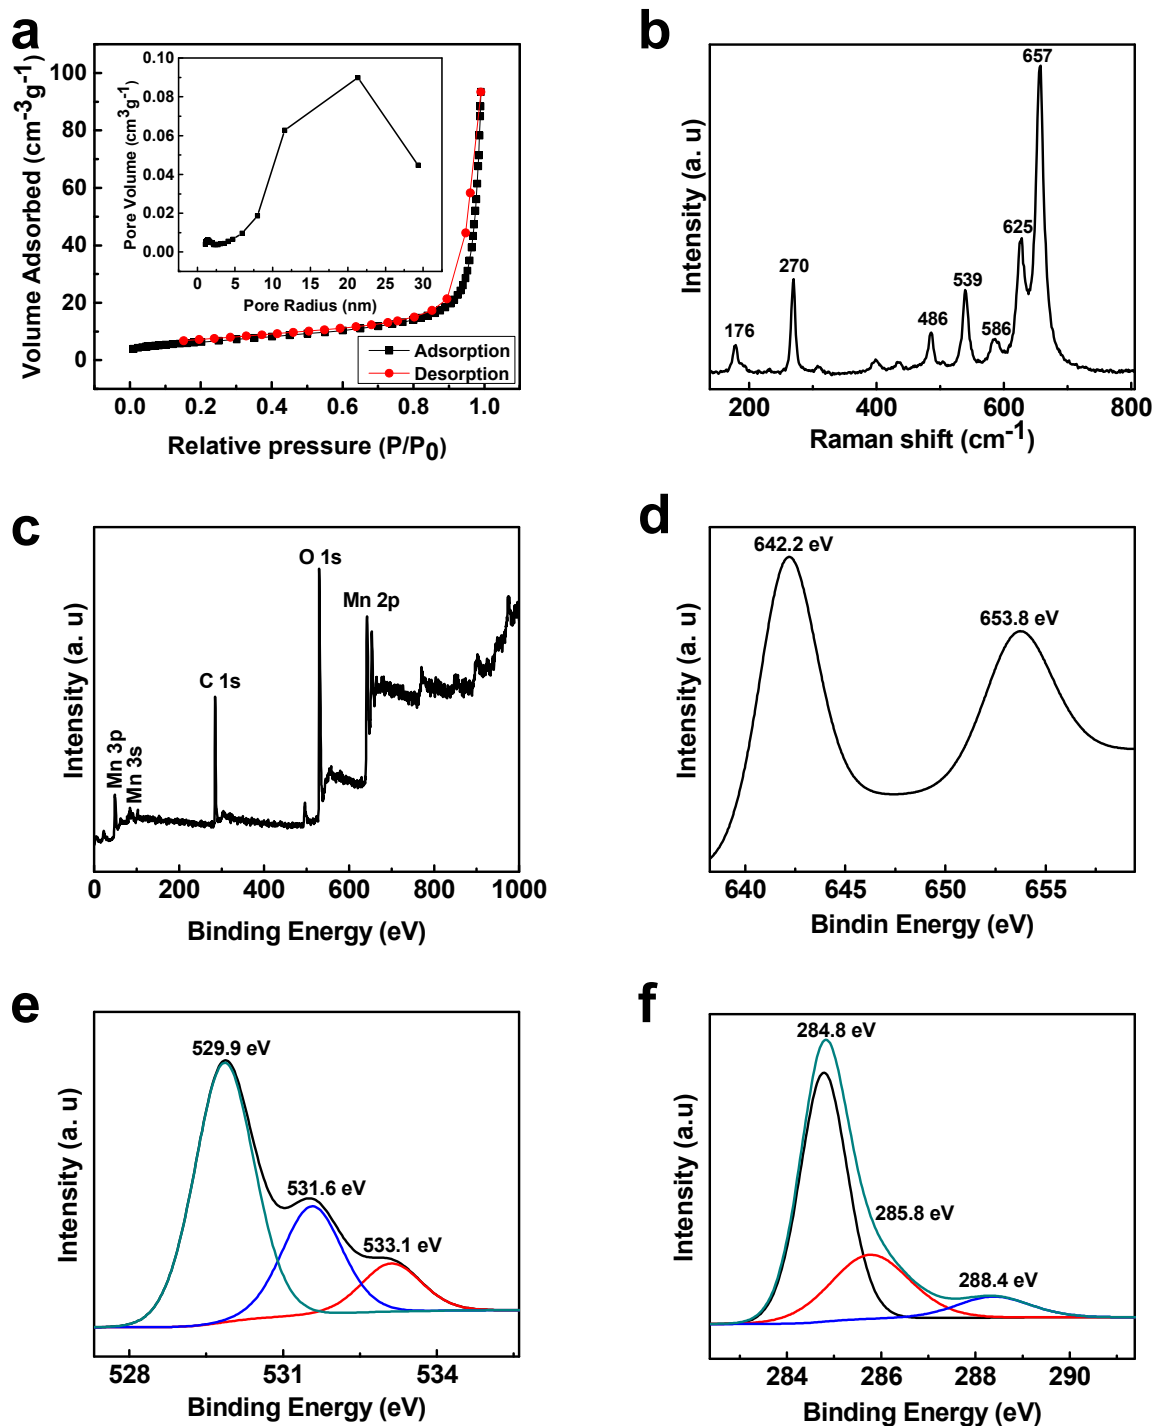 a
Volume Adsorbed (cm-3g-1)
100
80
60
40
20
0
0.0 0.2 0.4 0.6 0.8 1.0
Relative pressure (P/P0)
Adsorption
Desorption
Pore Volume (cm3g-1)
0.10
0.08
0.06
0.04
0.02
0.00
0 5 10 15 20 25 30
Pore Radius (nm)
b
Intensity (a. u)
176
270
486
539
586
625
657
200 400 600 800
Raman shift (cm-1)
c
Intensity (a. u)
Mn 3p
Mn 3s
C 1s
O 1s
Mn 2p
0 200 400 600 800 1000
Binding Energy (eV)
d
Intensity (a. u)
642.2 eV
653.8 eV
640 645 650 655
Bindin Energy (eV)
e
Intensity (a. u)
529.9 eV
531.6 eV
533.1 eV
528 531 534
Binding Energy (eV)
f
Intensity (a.u)
284.8 eV
285.8 eV
288.4 eV
284 286 288 290
Binding Energy (eV)